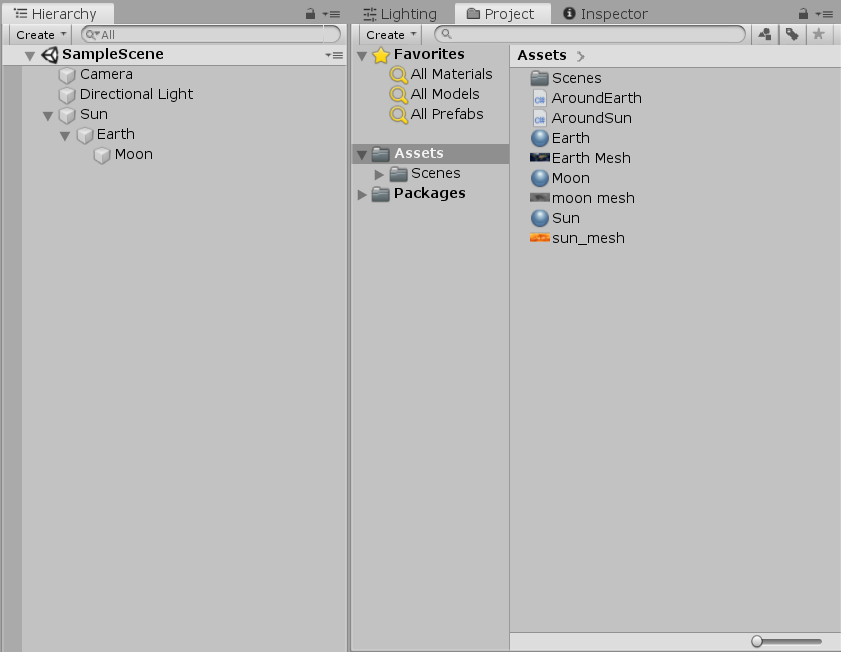 Hierarchy
Create
All
SampleScene
Camera
Directional Light
Sun
Earth
Moon
Lighting
Project
Inspector
Create
Favorites
All Materials
All Models
All Prefabs
Assets
Scenes
Packages
Assets
Scenes
AroundEarth
AroundSun
Earth
Earth Mesh
Moon
moon mesh
Sun
sun_mesh